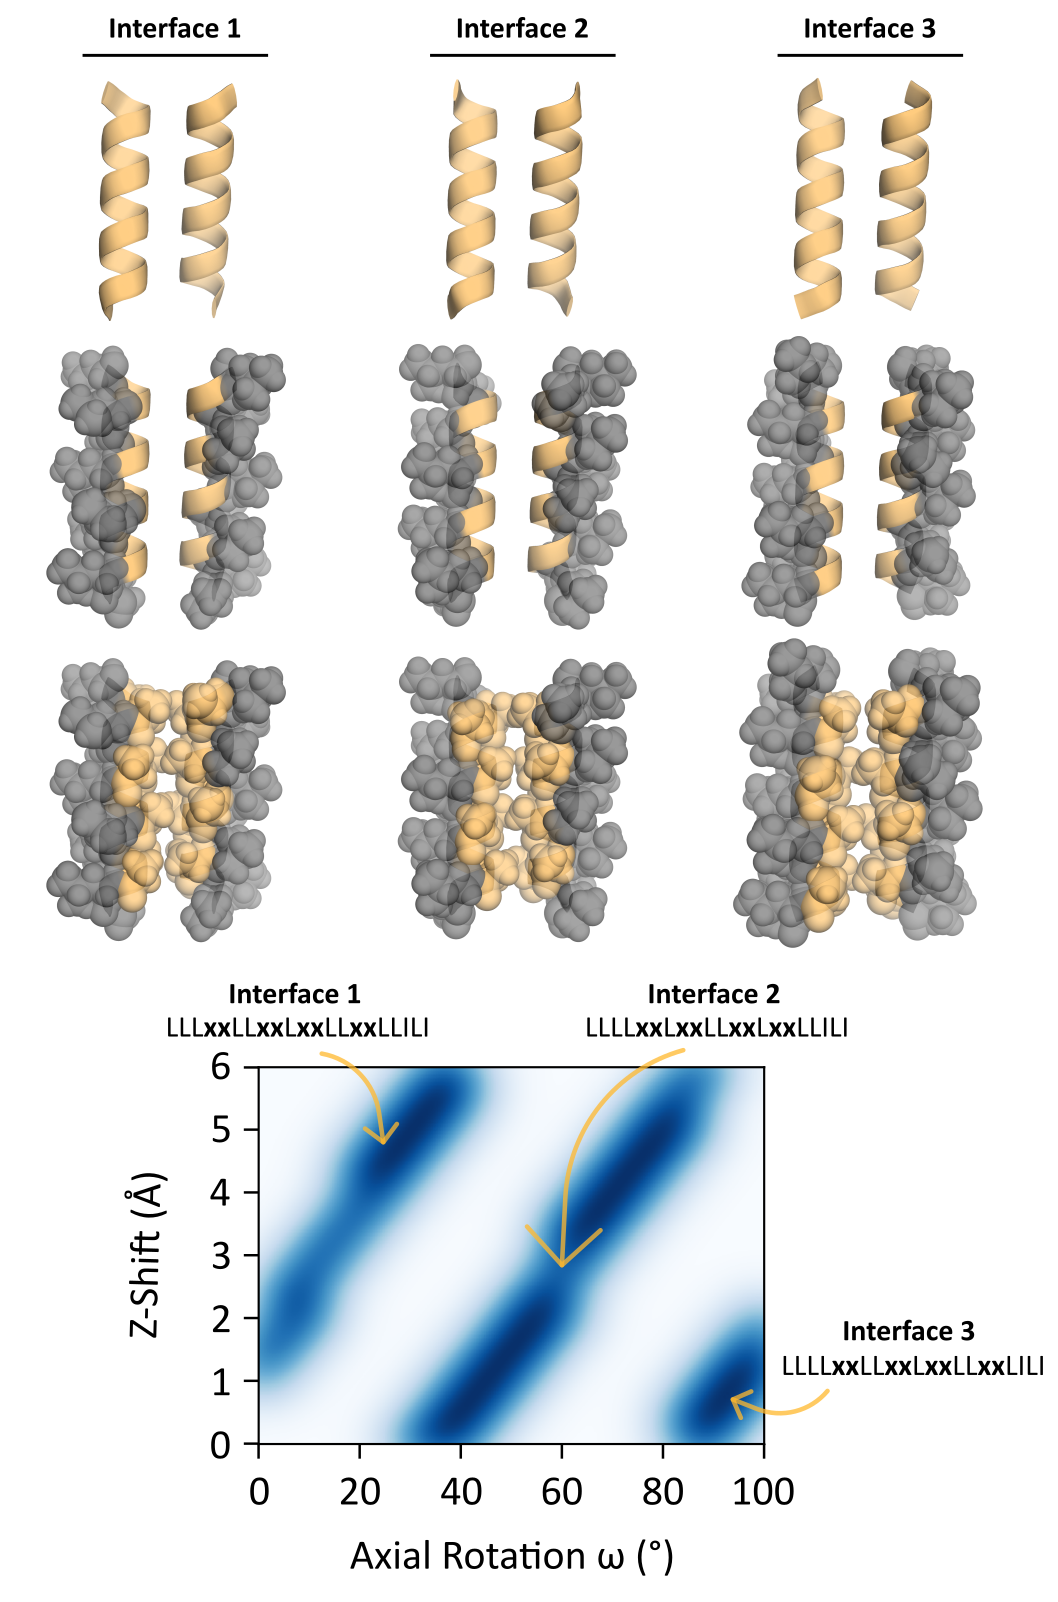 Interface 1
Interface 2
Interface 3
Interface 1
LLLxxLLxxLxxLLxxLLILI
Interface 2
LLLLxxLxxLLxxLxxLLILI
6
5
4
3
2
1
0
Z-Shift (Å)
Interface 3
LLLLxxLLxxLxxLLxxLILI
0
20
40
60
80
100
Axial Rotation ω (°)